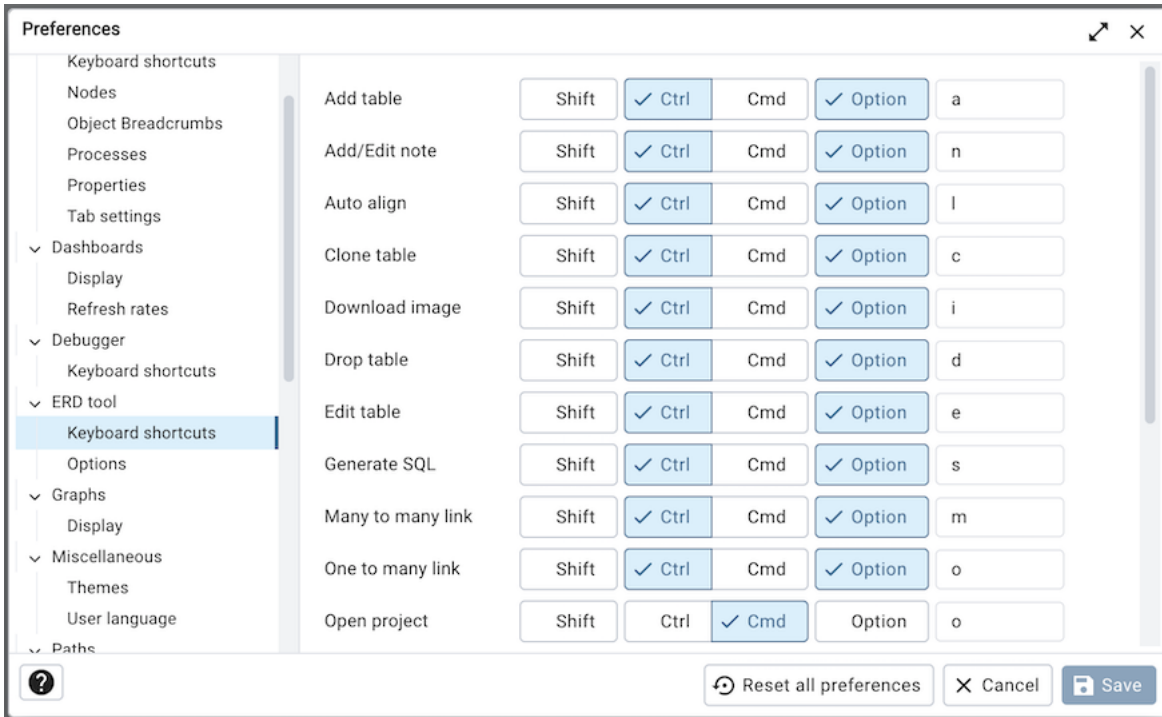 Preferences
Keyboard shortcuts
Nodes
Object Breadcrumbs
Processes
Properties
Tab settings
Dashboards
Display
Refresh rates
Debugger
Keyboard shortcuts
ERD tool
Keyboard shortcuts
Options
Graphs
Display
Miscellaneous
Themes
User language
Paths
Add table Shift Ctrl Cmd Option a
Add/Edit note Shift Ctrl Cmd Option n
Auto align Shift Ctrl Cmd Option l
Clone table Shift Ctrl Cmd Option c
Download image Shift Ctrl Cmd Option i
Drop table Shift Ctrl Cmd Option d
Edit table Shift Ctrl Cmd Option e
Generate SQL Shift Ctrl Cmd Option s
Many to many link Shift Ctrl Cmd Option m
One to many link Shift Ctrl Cmd Option o
Open project Shift Ctrl Cmd Option o
? Reset all preferences Cancel Save